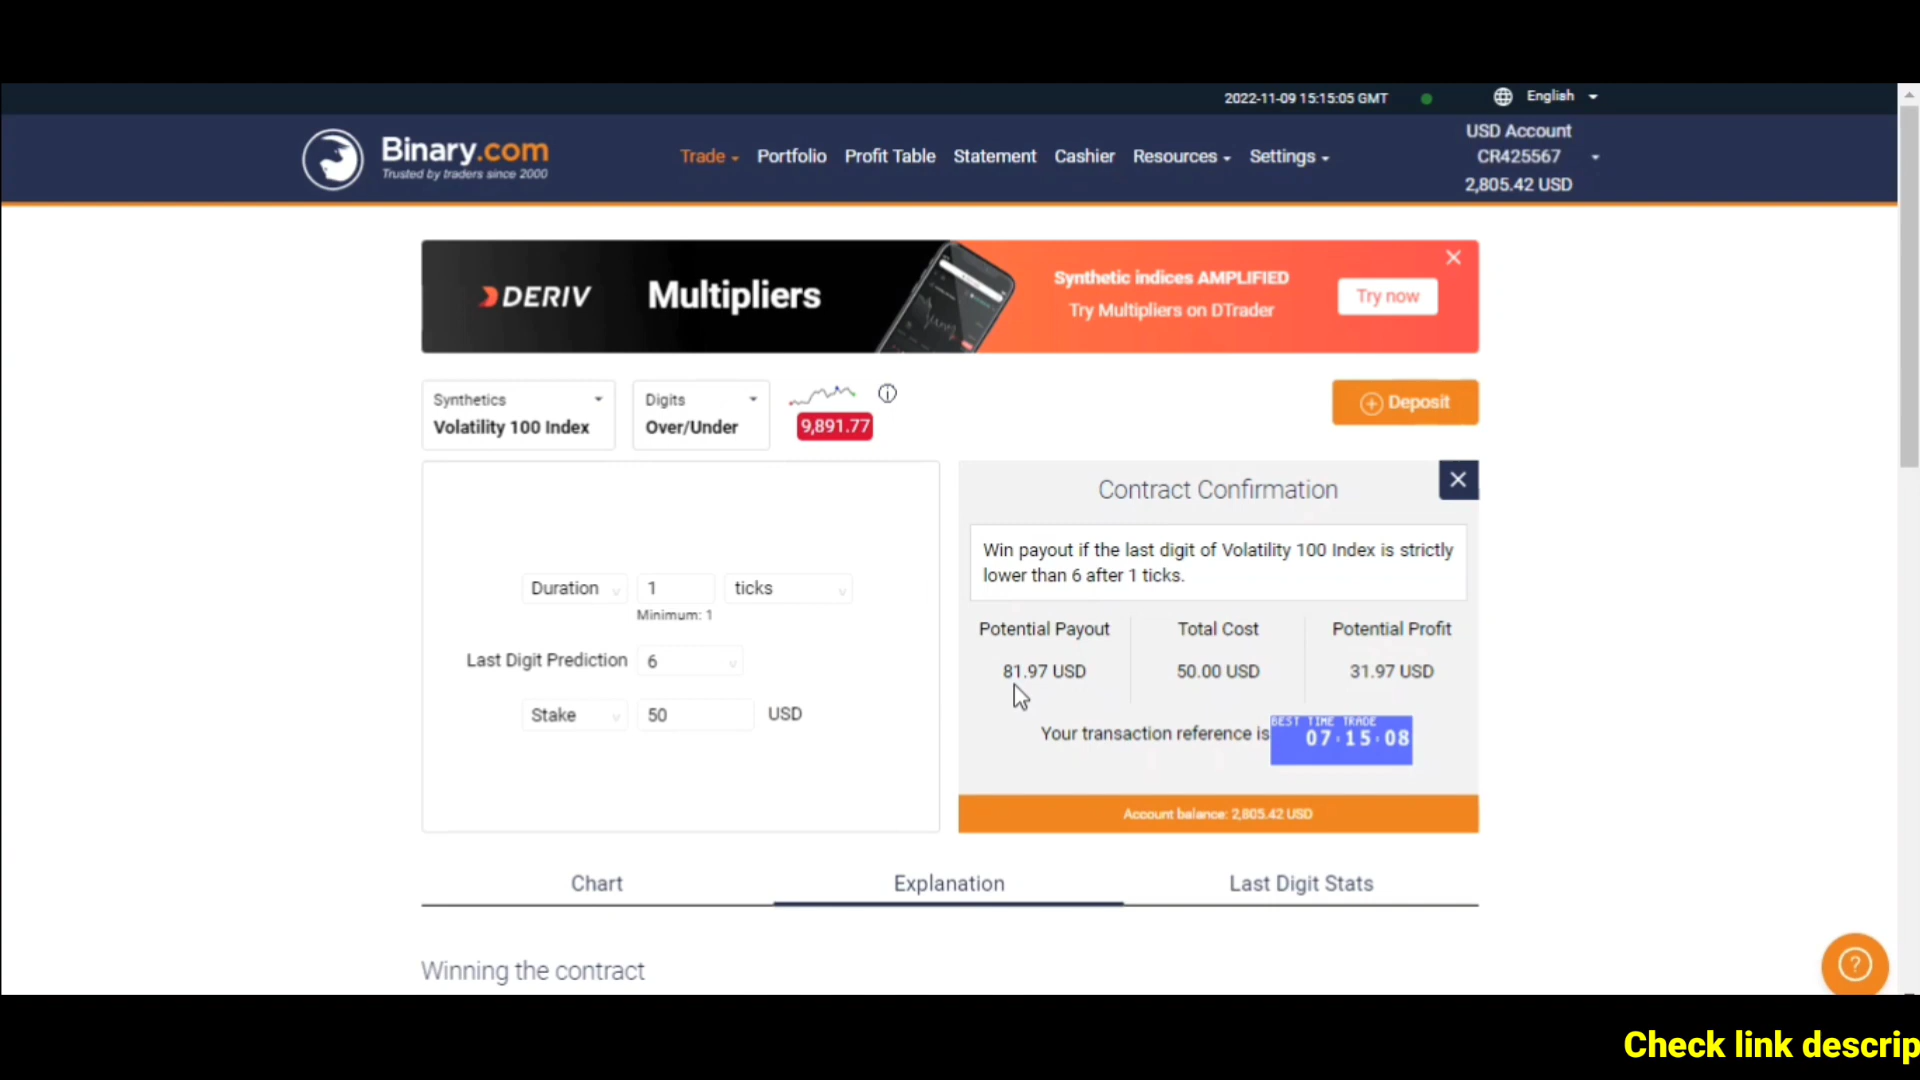 2022-11-09 15:15:05 GMT
English
Binary.com
Trusted by traders since 2000
Trade
Portfolio
Profit Table
Statement
Cashier
Resources
Settings
USD Account
CR425567
2,805.42 USD
DERIV
Multipliers
Synthetic indices AMPLIFIED
Try Multipliers on DTrader
Try now
Synthetics
Volatility 100 Index
Digits
Over/Under
9,891.77
Deposit
Duration
1
ticks
Minimum: 1
Last Digit Prediction
6
Stake
50
USD
Contract Confirmation
Win payout if the last digit of Volatility 100 Index is strictly
lower than 6 after 1 ticks.
Potential Payout
81.97 USD
Total Cost
50.00 USD
Potential Profit
31.97 USD
Your transaction reference is
BEST TIME TRADE
07:15:08
Account balance: 2,805.42 USD
Chart
Explanation
Last Digit Stats
Winning the contract
Check link descrip